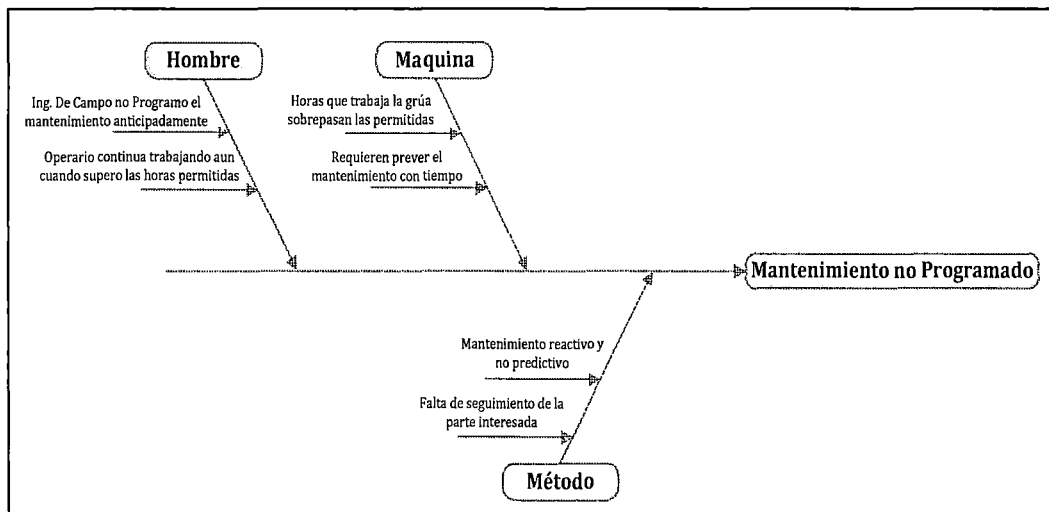 Hombre
Maquina
Ing. De Campo no Programo el
mantenimiento anticipadamente
Horas que trabaja la grúa
sobrepasan las permitidas
Operario continua trabajando aun
cuando supero las horas permitidas
Requieren prever el
mantenimiento con tiempo
Mantenimiento no Programado
Mantenimiento reactivo y
no predictivo
Falta de seguimiento de la
parte interesada
Método